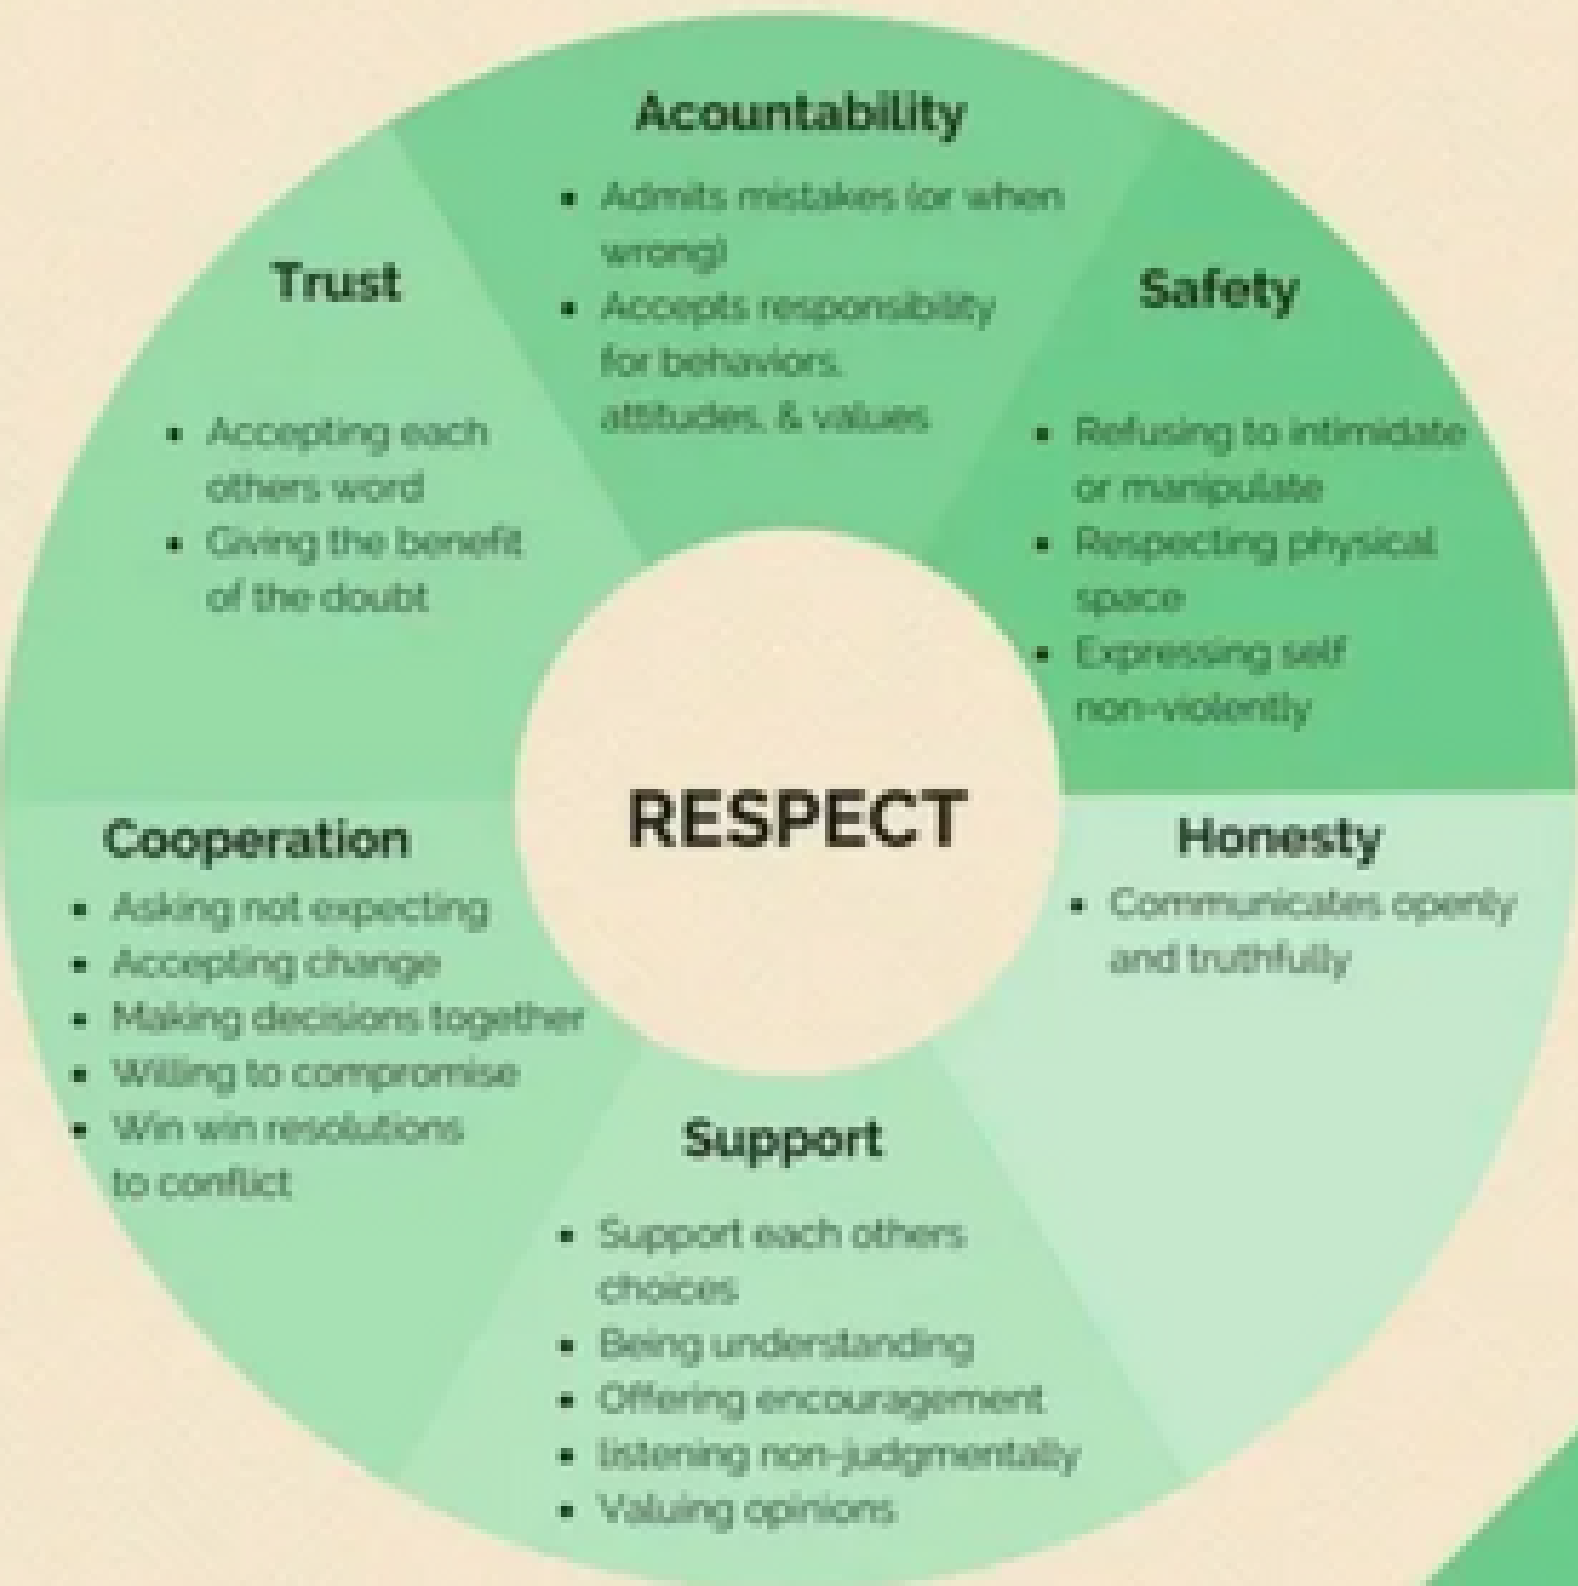 Acountability
• Admits mistakes (or when
wrong)
• Accepts responsibility
for behaviors,
attitudes, & values
Safety
• Refusing to intimidate
or manipulate
• Respecting physical
space
• Expressing self
non-violently
Honesty
• Communicates openly
and truthfully
Support
• Support each others
choices
• Being understanding
• Offering encouragement
• listening non-judgmentally
• Valuing opinions
Cooperation
• Asking not expecting
• Accepting change
• Making decisions together
• Willing to compromise
• Win win resolutions
to conflict
Trust
• Accepting each
others word
• Giving the benefit
of the doubt
RESPECT